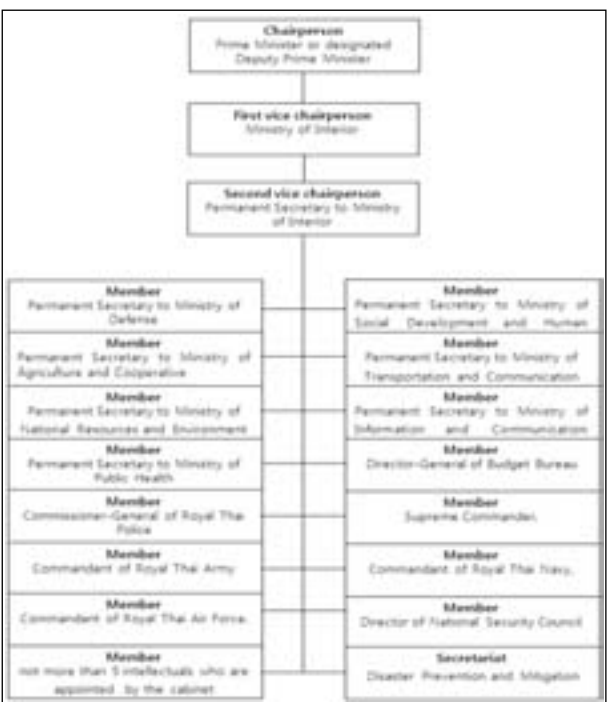 Chairperson
Prime Minister or designated
Deputy Prime Minister
First vice chairperson
Ministry of Interior
Second vice chairperson
Permanent Secretary to Ministry
of Interior
Member
Permanent Secretary to Ministry of
Defense
Member
Permanent Secretary to Ministry of
Agriculture and Cooperative
Member
Permanent Secretary to Ministry of
National Resources and Environment
Member
Permanent Secretary to Ministry of
Public Health
Member
Commissioner-General of Royal Thai
Police
Member
Commandant of Royal Thai Army
Member
Commandant of Royal Thai Air Force.
Member
not more than 5 intellectuals who are
appointed by the cabinet
Member
Permanent Secretary to Ministry of
Social Development and Human
Member
Permanent Secretary to Ministry of
Transportation and Communication
Member
Permanent Secretary to Ministry of
Information and Communication
Member
Director-General of Budget Bureau
Member
Supreme Commander.
Member
Commandant of Royal Thai Navy.
Member
Director of National Security Council
Secretariat
Disaster Prevention and Mitigation